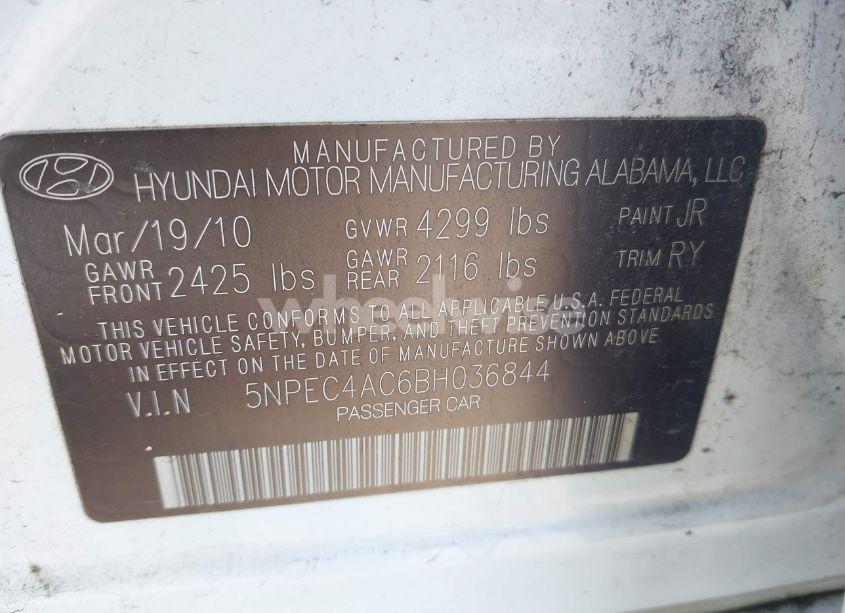 MANUFACTURED BY
HYUNDAI MOTOR MANUFACTURING ALABAMA, LLC
Mar/19/10 GVWR 4299 lbs PAINT JR
GAWR FRONT 2425 lbs GAWR REAR 2116 lbs TRIM RY
wheelwise
THIS VEHICLE CONFORMS TO ALL APPLICABLE U.S.A. FEDERAL
MOTOR VEHICLE SAFETY, BUMPER, AND THEFT PREVENTION STANDARDS
IN EFFECT ON THE DATE OF MANUFACTURE SHOWN ABOVE.
V.I.N 5NPEC4AC6BH036844
PASSENGER CAR